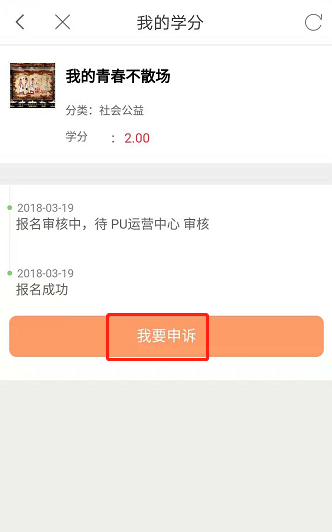 我的学分
我的青春不散场
分类：社会公益
学分 ：2.00
2018-03-19
报名审核中，待 PU运营中心 审核
2018-03-19
报名成功
我要申诉